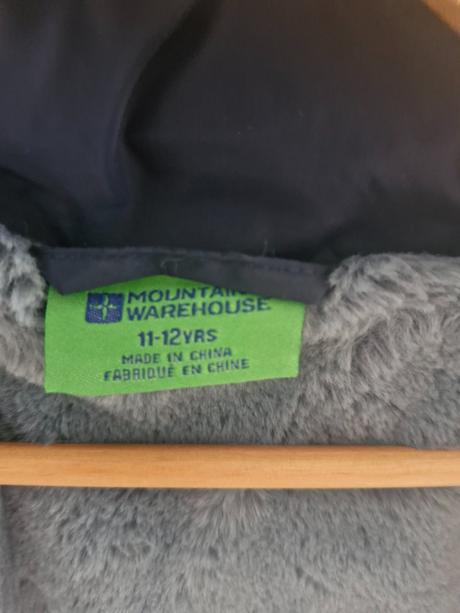 MOUNTAIN
WAREHOUSE
11-12YRS
MADE IN CHINA
FABRIQUÉ EN CHINE